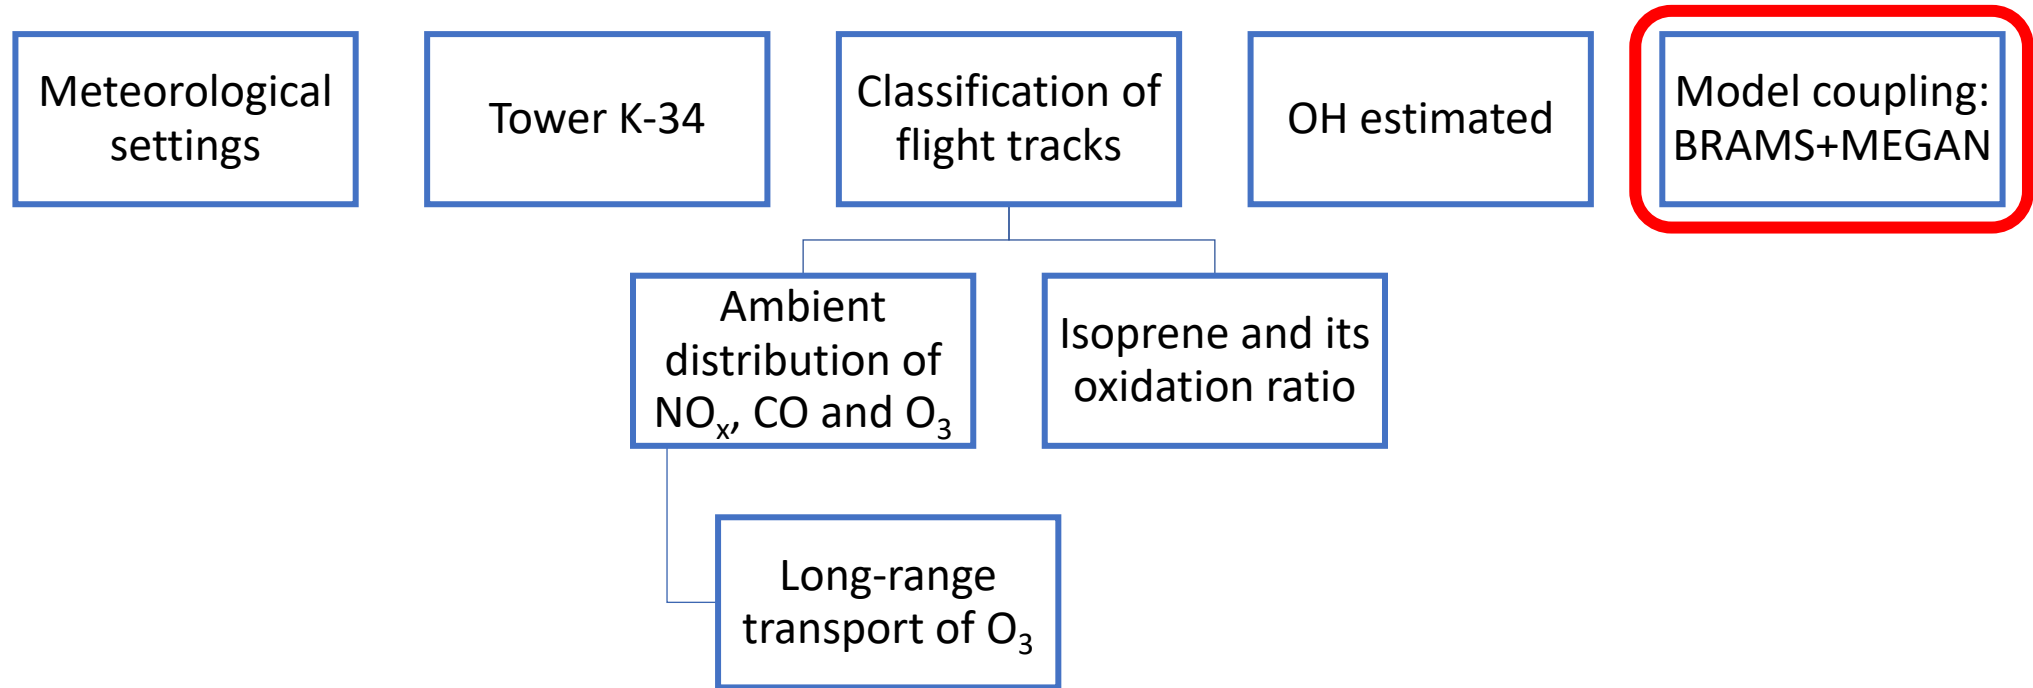 Meteorological
settings
Tower K-34
Classification of
flight tracks
OH estimated
Model coupling:
BRAMS+MEGAN
Ambient
distribution of
NOₓ, CO and O₃
Isoprene and its
oxidation ratio
Long-range
transport of O₃